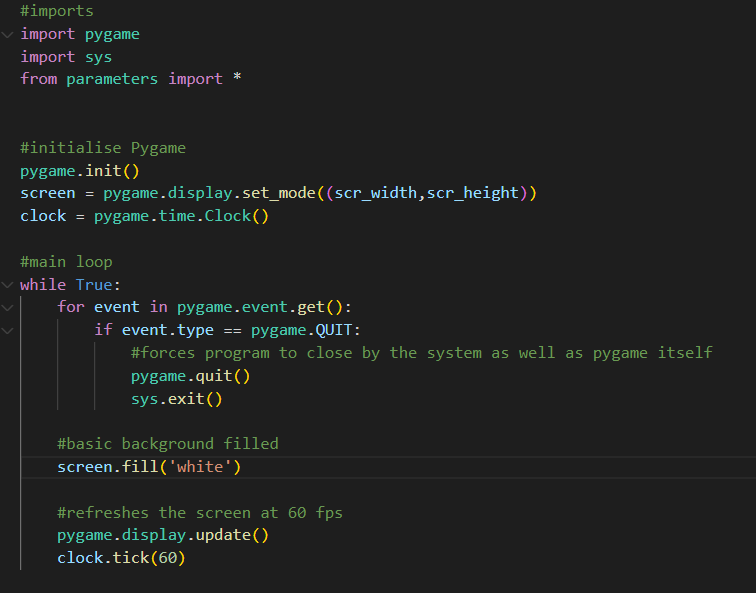 #imports
import pygame
import sys
from parameters import *
#initialise Pygame
pygame.init()
screen = pygame.display.set_mode((scr_width,scr_height))
clock = pygame.time.Clock()
#main loop
while True:
    for event in pygame.event.get():
        if event.type == pygame.QUIT:
            #forces program to close by the system as well as pygame itself
            pygame.quit()
            sys.exit()
    #basic background filled
    screen.fill('white')
    #refreshes the screen at 60 fps
    pygame.display.update()
    clock.tick(60)